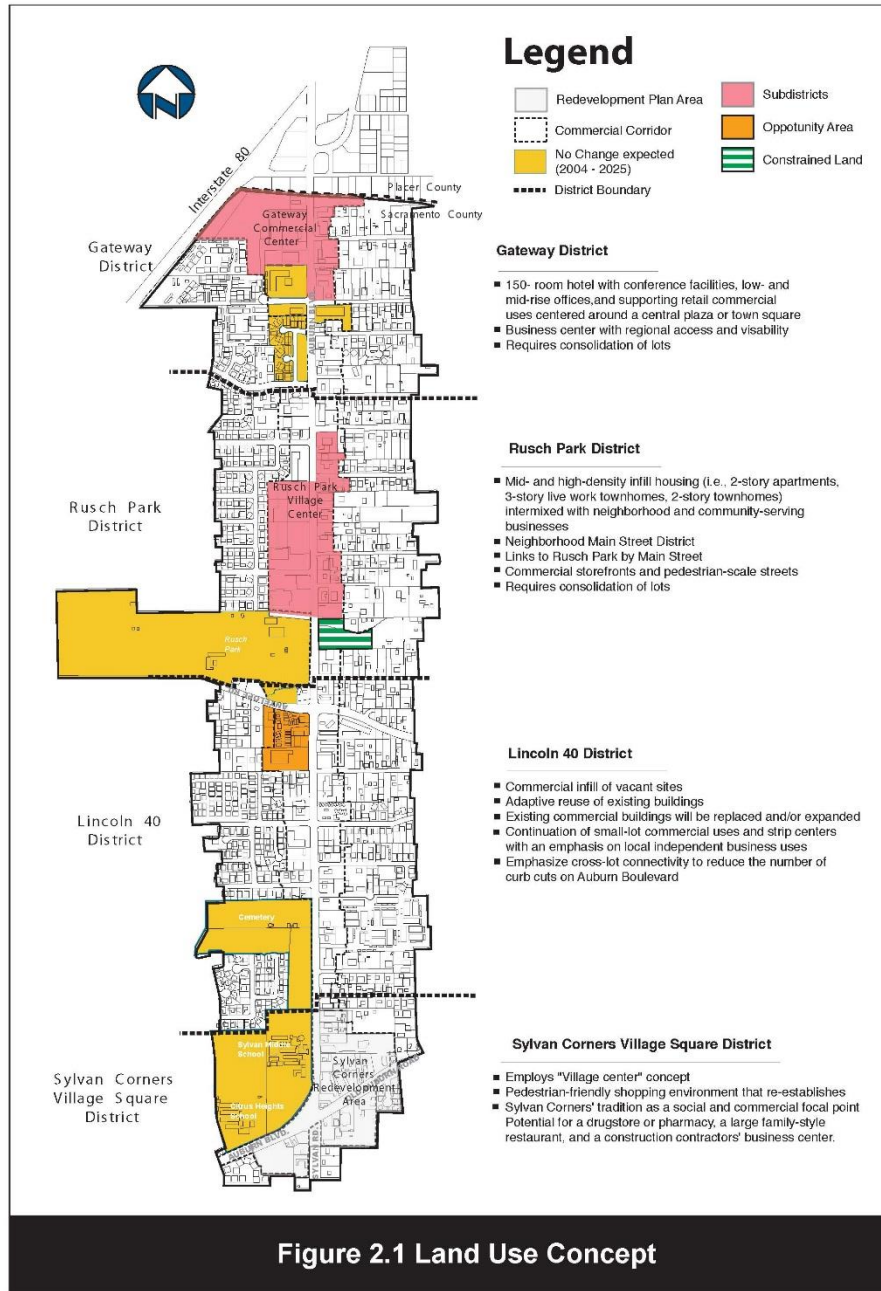 Legend
Redevelopment Plan Area
Commercial Corridor
No Change expected
(2004 - 2025)
District Boundary
Subdistricts
Oppotunity Area
Constrained Land
N
Interstate 80
Placer County
Sacramento County
Gateway
Commercial
Center
Gateway
District
AUBURN BLVD
Gateway District
150- room hotel with conference facilities, low- and
mid-rise offices,and supporting retail commercial
uses centered around a central plaza or town square
Business center with regional access and visability
Requires consolidation of lots
Rusch Park
Village
Center
Rusch Park
District
Rusch
Park
Rusch Park District
Mid- and high-density infill housing (i.e., 2-story apartments,
3-story live work townhomes, 2-story townhomes)
intermixed with neighborhood and community-serving
businesses
Neighborhood Main Street District
Links to Rusch Park by Main Street
Commercial storefronts and pedestrian-scale streets
Requires consolidation of lots
Lincoln 40
District
Cemetery
Lincoln 40 District
Commercial infill of vacant sites
Adaptive reuse of existing buildings
Existing commercial buildings will be replaced and/or expanded
Continuation of small-lot commercial uses and strip centers
with an emphasis on local independent business uses
Emphasize cross-lot connectivity to reduce the number of
curb cuts on Auburn Boulevard
Sylvan Corners
Village Square
District
Sylvan Middle
School
Citrus Heights
School
Sylvan
Corners
Redevelopment
Area
AUBURN BLVD.
SYLVAN RD.
Sylvan Corners Village Square District
Employs "Village center" concept
Pedestrian-friendly shopping environment that re-establishes
Sylvan Corners' tradition as a social and commercial focal point
Potential for a drugstore or pharmacy, a large family-style
restaurant, and a construction contractors' business center.
Figure 2.1 Land Use Concept